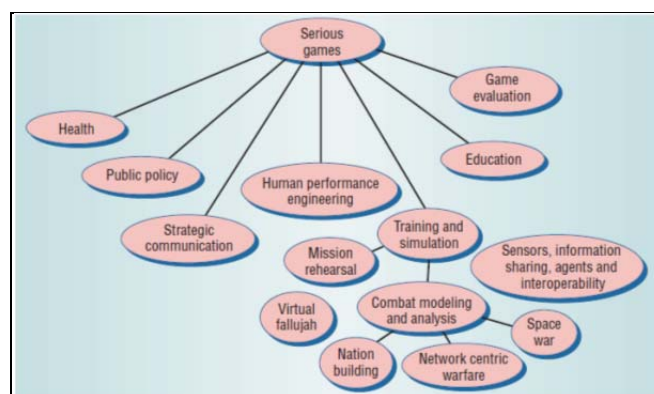 Serious
games
Game
evaluation
Health
Education
Public policy
Human performance
engineering
Strategic
communication
Training and
simulation
Mission
rehearsal
Sensors, information
sharing, agents and
interoperability
Virtual
fallujah
Combat modeling
and analysis
Space
war
Nation
building
Network centric
warfare